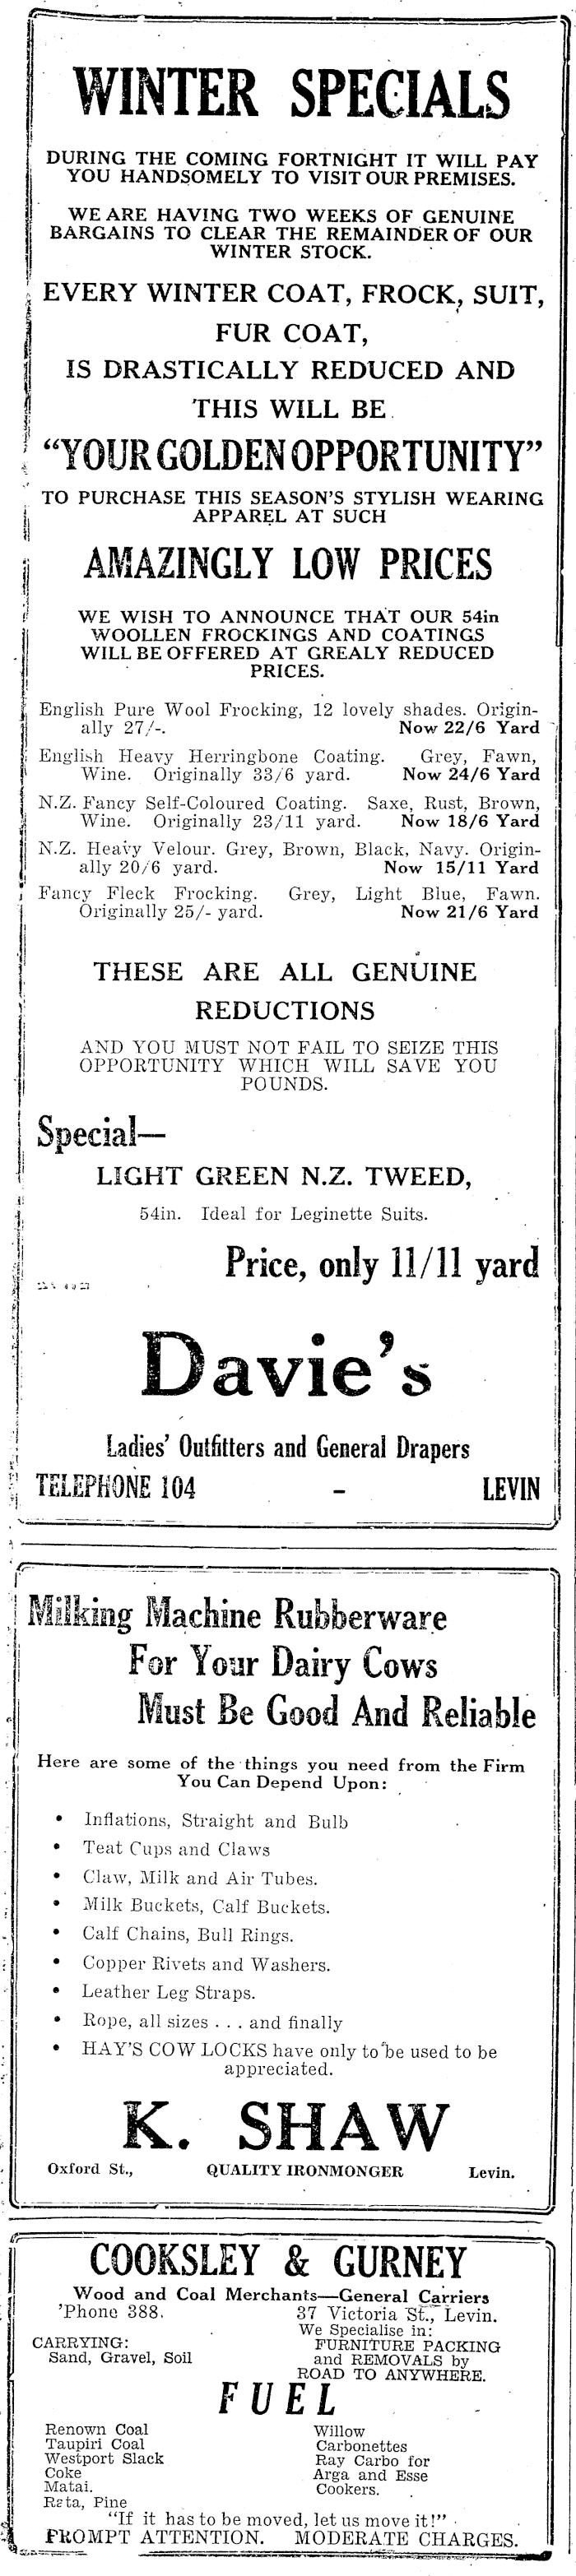 WINTER SPECIALS
DURING THE COMING FORTNIGHT IT WILL PAY
YOU HANDSOMELY TO VISIT OUR PREMISES.
WE ARE HAVING TWO WEEKS OF GENUINE
BARGAINS TO CLEAR THE REMAINDER OF OUR
WINTER STOCK.
EVERY WINTER COAT, FROCK, SUIT,
FUR COAT,
IS DRASTICALLY REDUCED AND
THIS WILL BE
“YOUR GOLDEN OPPORTUNITY”
TO PURCHASE THIS SEASON'S STYLISH WEARING
APPAREL AT SUCH
AMAZINGLY LOW PRICES
WE WISH TO ANNOUNCE THAT OUR 54in
WOOLLEN FROCKINGS AND COATINGS
WILL BE OFFERED AT GREALY REDUCED
PRICES.
English Pure Wool Frocking, 12 lovely shades. Origin-
ally 27/-. Now 22/6 Yard
English Heavy Herringbone Coating. Grey, Fawn,
Wine. Originally 33/6 yard. Now 24/6 Yard
N.Z. Fancy Self-Coloured Coating. Saxe, Rust, Brown,
Wine. Originally 23/11 yard. Now 18/6 Yard
N.Z. Heavy Velour. Grey, Brown, Black, Navy. Origin-
ally 20/6 yard. Now 15/11 Yard
Fancy Fleck Frocking. Grey, Light Blue, Fawn.
Originally 25/- yard. Now 21/6 Yard
THESE ARE ALL GENUINE
REDUCTIONS
AND YOU MUST NOT FAIL TO SEIZE THIS
OPPORTUNITY WHICH WILL SAVE YOU
POUNDS.
Special—
LIGHT GREEN N.Z. TWEED,
54in. Ideal for Leginette Suits.
Price, only 11/11 yard
Davie's
Ladies' Outfitters and General Drapers
TELEPHONE 104 - LEVIN
Milking Machine Rubberware
For Your Dairy Cows
Must Be Good And Reliable
Here are some of the things you need from the Firm
You Can Depend Upon:
• Inflations, Straight and Bulb
• Teat Cups and Claws
• Claw, Milk and Air Tubes.
• Milk Buckets, Calf Buckets.
• Calf Chains, Bull Rings.
• Copper Rivets and Washers.
• Leather Leg Straps.
• Rope, all sizes . . . and finally
• HAY'S COW LOCKS have only to be used to be
appreciated.
K. SHAW
Oxford St., QUALITY IRONMONGER Levin.
COOKSLEY & GURNEY
Wood and Coal Merchants—General Carriers
'Phone 388. 37 Victoria St., Levin.
We Specialise in:
CARRYING: FURNITURE PACKING
Sand, Gravel, Soil and REMOVALS by
ROAD TO ANYWHERE.
FUEL
Renown Coal Willow
Taupiri Coal Carbonettes
Westport Slack Ray Carbo for
Coke Arga and Esse
Matai. Cookers.
Rata, Pine
“If it has to be moved, let us move it!”
PROMPT ATTENTION. MODERATE CHARGES.